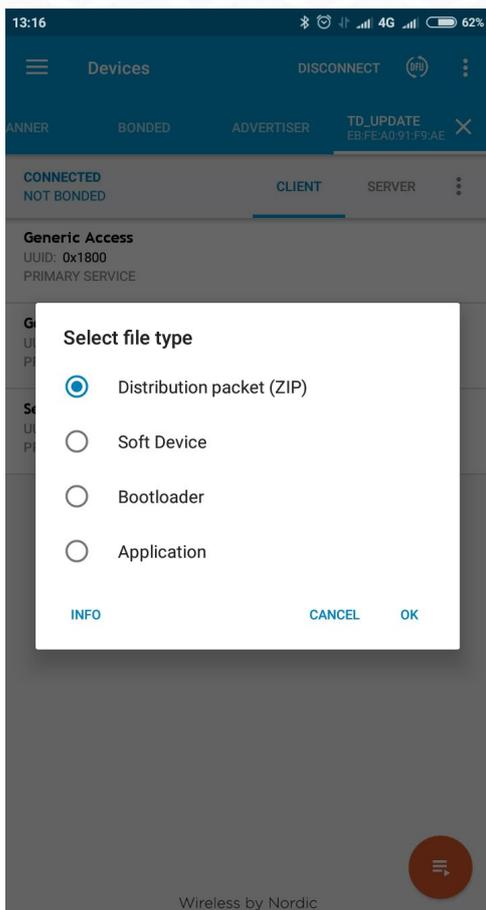 13:16
4G
62%
Devices
DISCONNECT
DFU
ANNER
BONDED
ADVERTISER
TD_UPDATE
EB:FE:A0:91:F9:AE
CONNECTED
NOT BONDED
CLIENT
SERVER
Generic Access
UUID: 0x1800
PRIMARY SERVICE
Select file type
Distribution packet (ZIP)
Soft Device
Bootloader
Application
INFO
CANCEL
OK
Wireless by Nordic